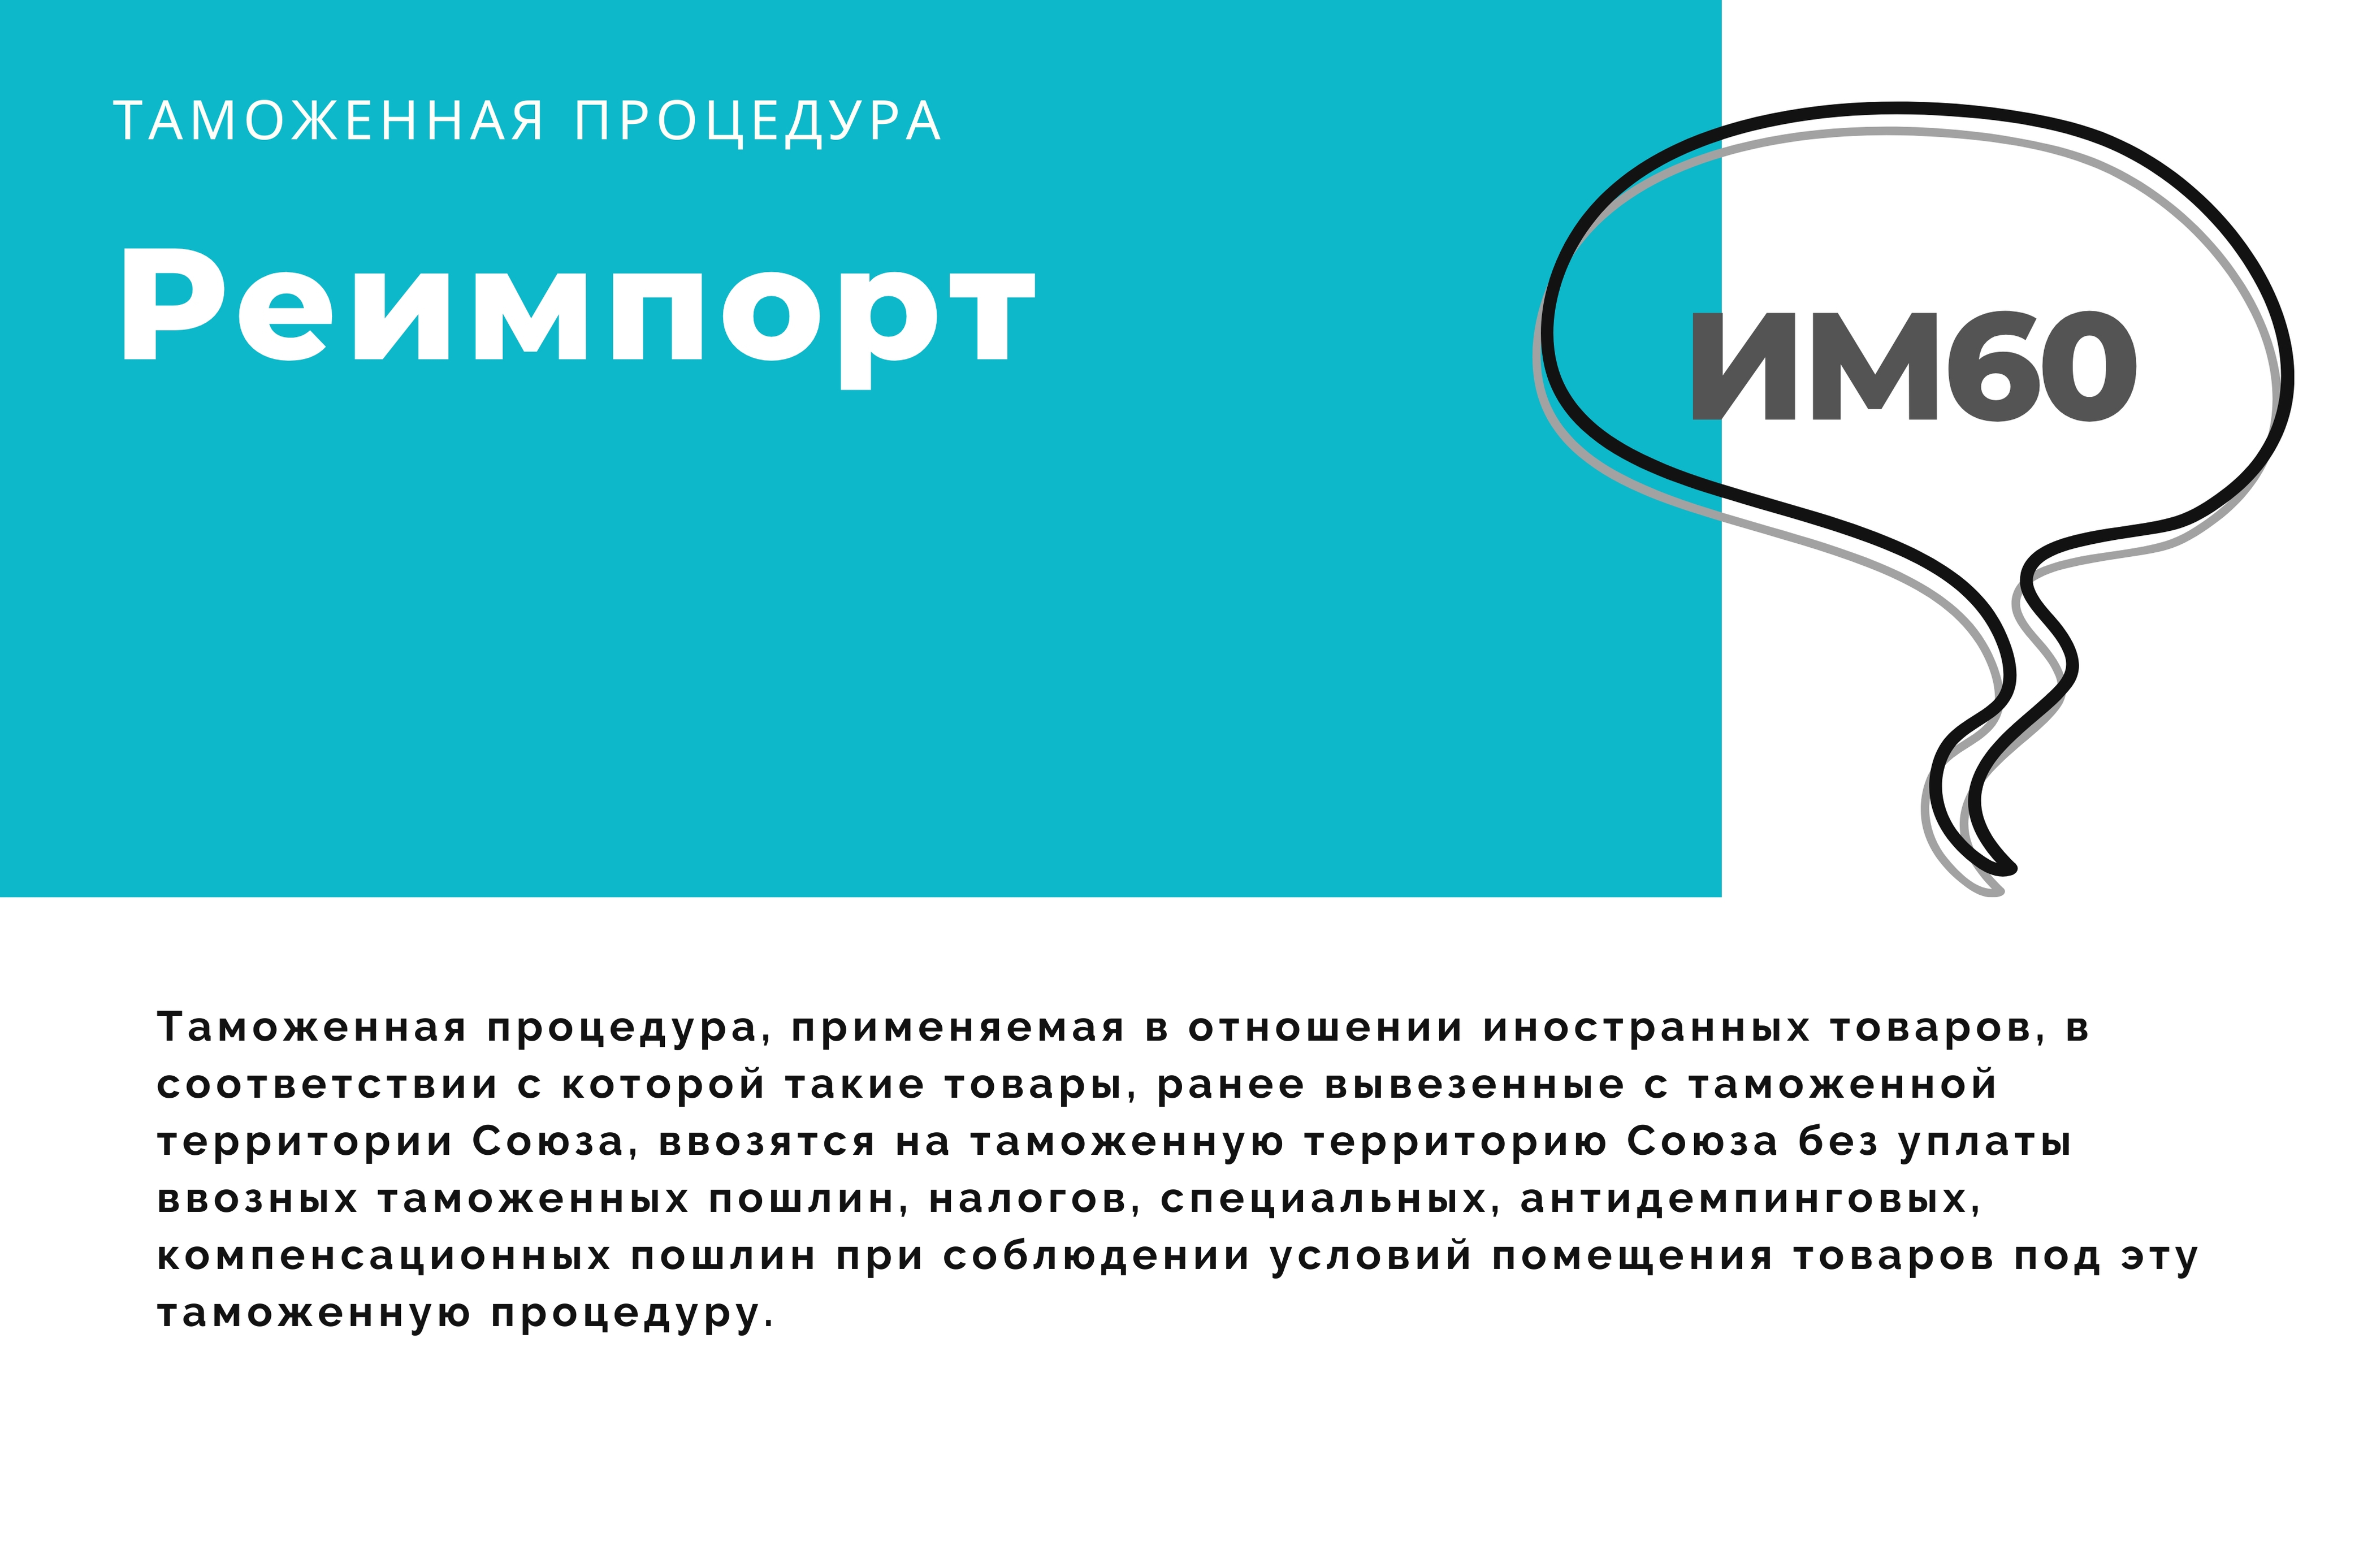 ТАМОЖЕННАЯ ПРОЦЕДУРА
Реимпорт
ИМ60
Таможенная процедура, применяемая в отношении иностранных товаров, в
соответствии с которой такие товары, ранее вывезенные с таможенной
территории Союза, ввозятся на таможенную территорию Союза без уплаты
ввозных таможенных пошлин, налогов, специальных, антидемпинговых,
компенсационных пошлин при соблюдении условий помещения товаров под эту
таможенную процедуру.